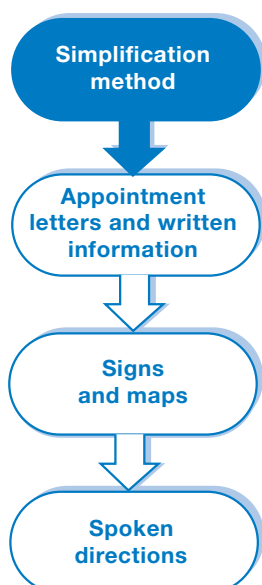 Simplification
method
Appointment
letters and written
information
Signs
and maps
Spoken
directions